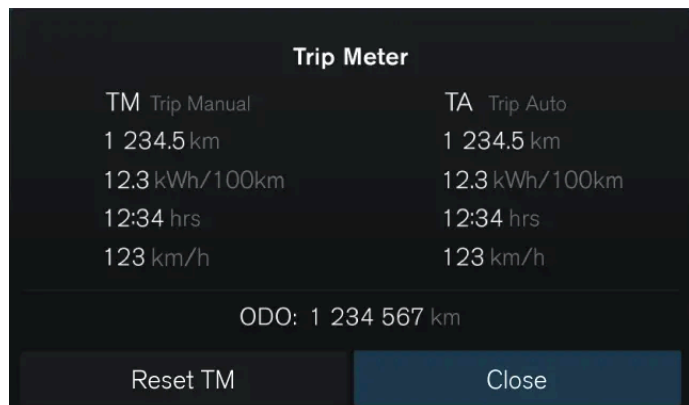 Trip Meter
TM Trip Manual
1 234.5 km
12.3 kWh/100km
12:34 hrs
123 km/h
TA Trip Auto
1 234.5 km
12.3 kWh/100km
12:34 hrs
123 km/h
ODO: 1 234 567 km
Reset TM
Close